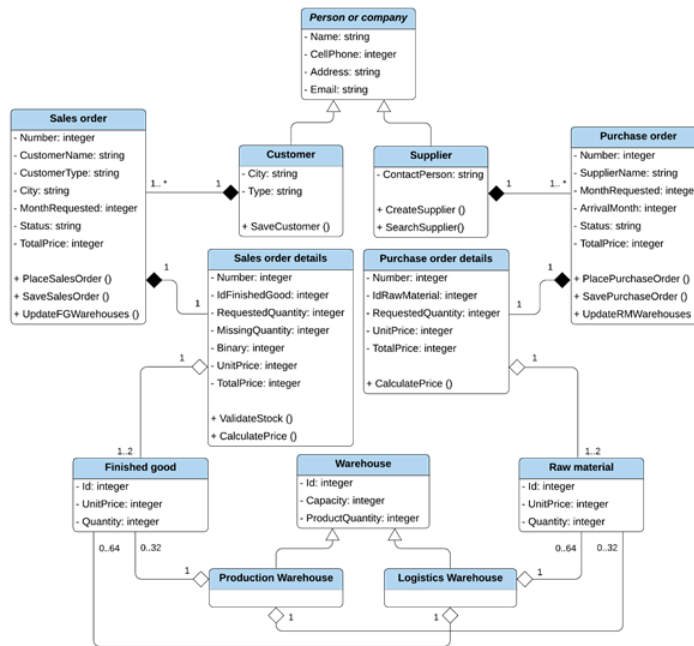 Person or company
- Name: string
- CellPhone: integer
- Address: string
- Email: string
Sales order
- Number: integer
- CustomerName: string
- CustomerType: string
- City: string
- MonthRequested: integer
- Status: string
- TotalPrice: integer
+ PlaceSalesOrder ()
+ SaveSalesOrder ()
+ UpdateFGWarehouses ()
Customer
- City: string
- Type: string
+ SaveCustomer ()
Supplier
- ContactPerson: string
+ CreateSupplier ()
+ SearchSupplier()
Purchase order
- Number: integer
- SupplierName: string
- MonthRequested: integer
- ArrivalMonth: integer
- Status: string
- TotalPrice: integer
+ PlacePurchaseOrder ()
+ SavePurchaseOrder ()
+ UpdateRMWarehouses
1.. *
1
1
1..*
Sales order details
- Number: integer
- IdFinishedGood: integer
- RequestedQuantity: integer
- MissingQuantity: integer
- Binary: integer
- UnitPrice: integer
- TotalPrice: integer
+ ValidateStock ()
+ CalculatePrice ()
Purchase order details
- Number: integer
- IdRawMaterial: integer
- RequestedQuantity: integer
- UnitPrice: integer
- TotalPrice: integer
+ CalculatePrice ()
1
1
1
1
1
1
1..2
1..2
Finished good
- Id: integer
- UnitPrice: integer
- Quantity: integer
Warehouse
- Id: integer
- Capacity: integer
- ProductQuantity: integer
Raw material
- Id: integer
- UnitPrice: integer
- Quantity: integer
0..64
0..32
0..64
0..32
1
Production Warehouse
Logistics Warehouse
1
1
1